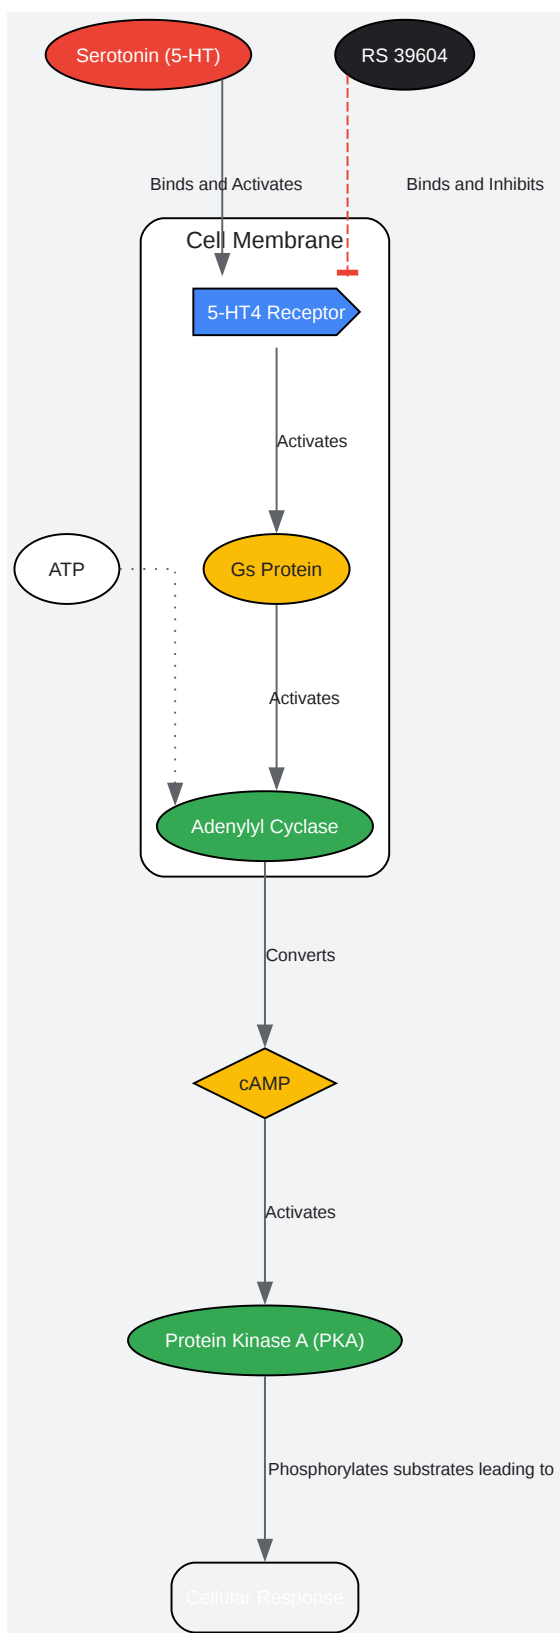 Serotonin (5-HT)
RS 39604
Binds and Activates
Binds and Inhibits
Cell Membrane
5-HT4 Receptor
Activates
ATP
Gs Protein
Activates
Adenylyl Cyclase
Converts
cAMP
Activates
Protein Kinase A (PKA)
Phosphorylates substrates leading to
Cellular Response